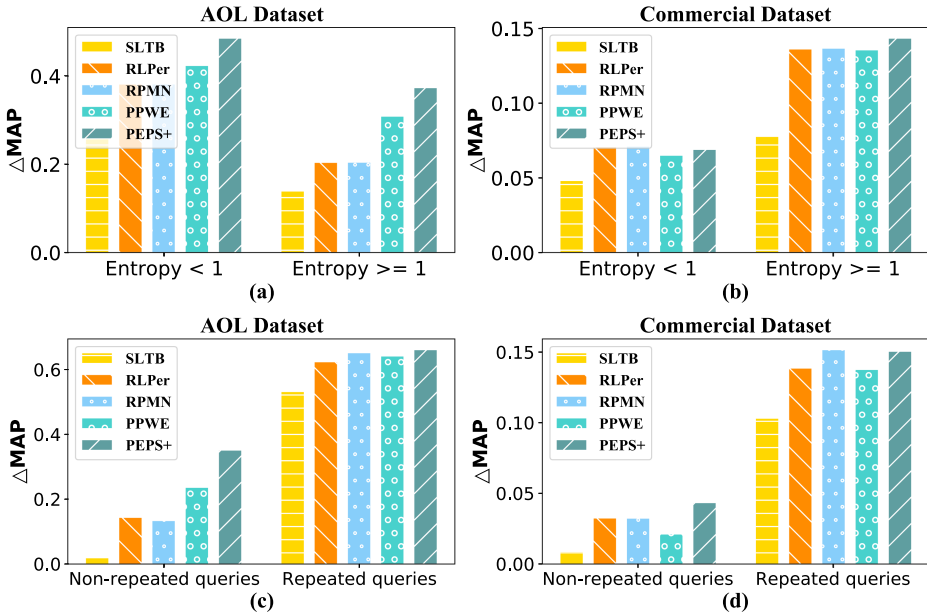 AOL Dataset
△MAP
0.4
0.2
0.0
SLTB
RLPer
RPMN
PPWE
PEPS+
Entropy < 1
Entropy >= 1
(a)
Commercial Dataset
△MAP
0.15
0.10
0.05
0.00
SLTB
RLPer
RPMN
PPWE
PEPS+
Entropy < 1
Entropy >= 1
(b)
AOL Dataset
△MAP
0.6
0.4
0.2
0.0
SLTB
RLPer
RPMN
PPWE
PEPS+
Non-repeated queries
Repeated queries
(c)
Commercial Dataset
△MAP
0.15
0.10
0.05
0.00
SLTB
RLPer
RPMN
PPWE
PEPS+
Non-repeated queries
Repeated queries
(d)